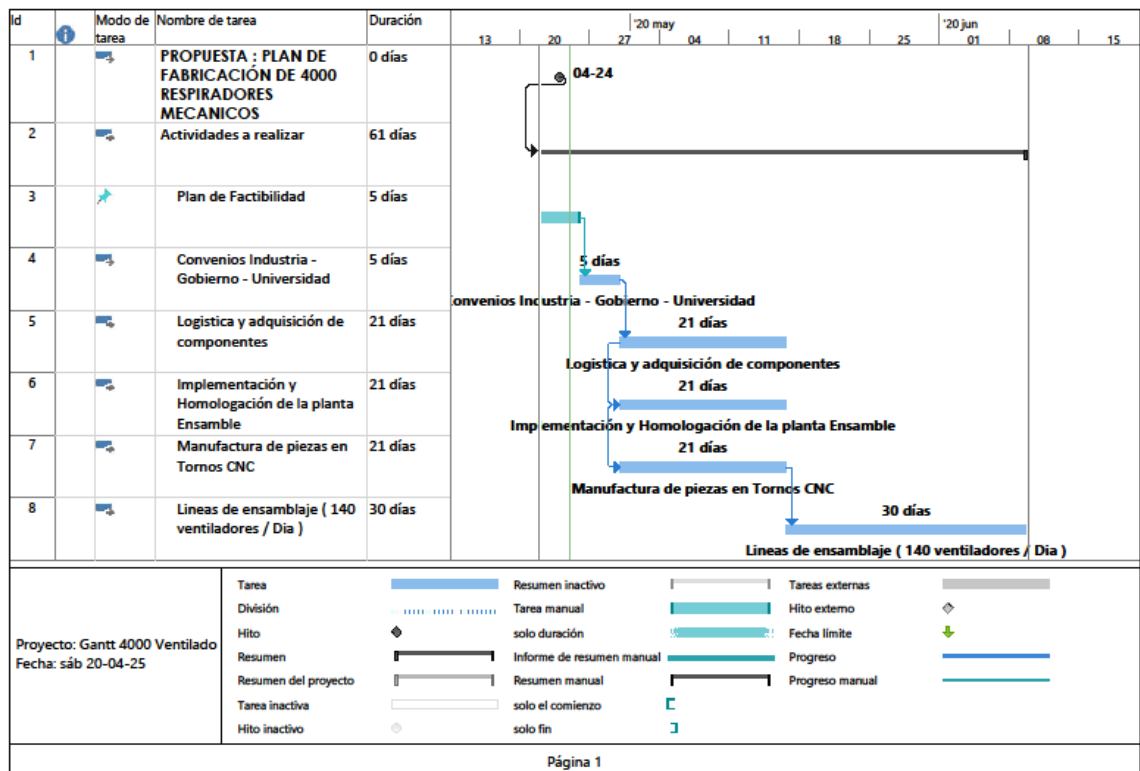 Id
Modo de tarea
Nombre de tarea
Duración
'20 may
'20 jun
13 20 27 04 11 18 25 01 08 15
1
PROPUESTA : PLAN DE
FABRICACIÓN DE 4000
RESPIRADORES
MECANICOS
0 días
04-24
2
Actividades a realizar
61 días
3
Plan de Factibilidad
5 días
4
Convenios Industria -
Gobierno - Universidad
5 días
5 días
Convenios Industria - Gobierno - Universidad
5
Logistica y adquisición de
componentes
21 días
21 días
Logistica y adquisición de componentes
6
Implementación y
Homologación de la planta
Ensamble
21 días
21 días
Implementación y Homologación de la planta Ensamble
7
Manufactura de piezas en
Tornos CNC
21 días
21 días
Manufactura de piezas en Tornos CNC
8
Lineas de ensamblaje ( 140
ventiladores / Dia )
30 días
30 días
Lineas de ensamblaje ( 140 ventiladores / Dia )
Proyecto: Gantt 4000 Ventilado
Fecha: sáb 20-04-25
Tarea
División
Hito
Resumen
Resumen del proyecto
Tarea inactiva
Hito inactivo
Resumen inactivo
Tarea manual
solo duración
Informe de resumen manual
Resumen manual
solo el comienzo
solo fin
Tareas externas
Hito externo
Fecha límite
Progreso
Progreso manual
Página 1